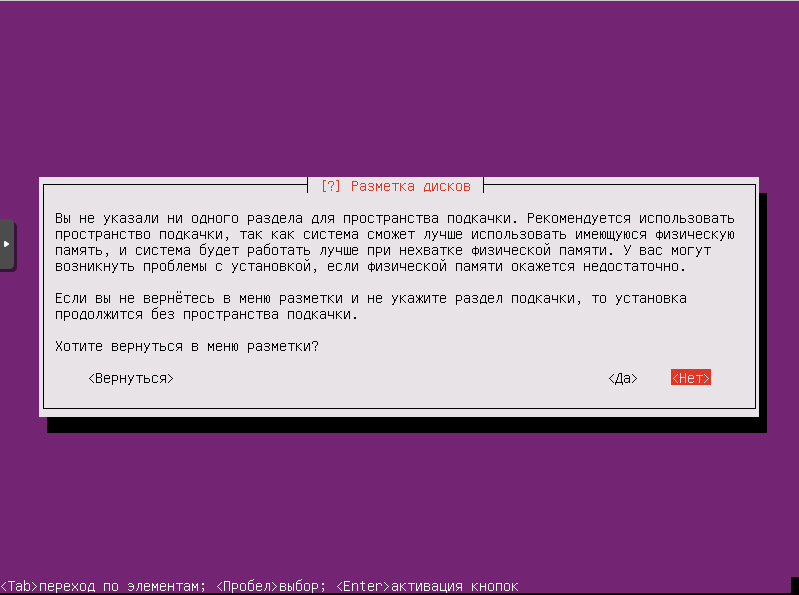 [?] Разметка дисков
Вы не указали ни одного раздела для пространства подкачки. Рекомендуется использовать
пространство подкачки, так как система сможет лучше использовать имеющуюся физическую
память, и система будет работать лучше при нехватке физической памяти. У вас могут
возникнуть проблемы с установкой, если физической памяти окажется недостаточно.
Если вы не вернётесь в меню разметки и не укажите раздел подкачки, то установка
продолжится без пространства подкачки.
Хотите вернуться в меню разметки?
<Вернуться> <Да> <Нет>
<Tab>переход по элементам; <Пробел>выбор; <Enter>активация кнопок